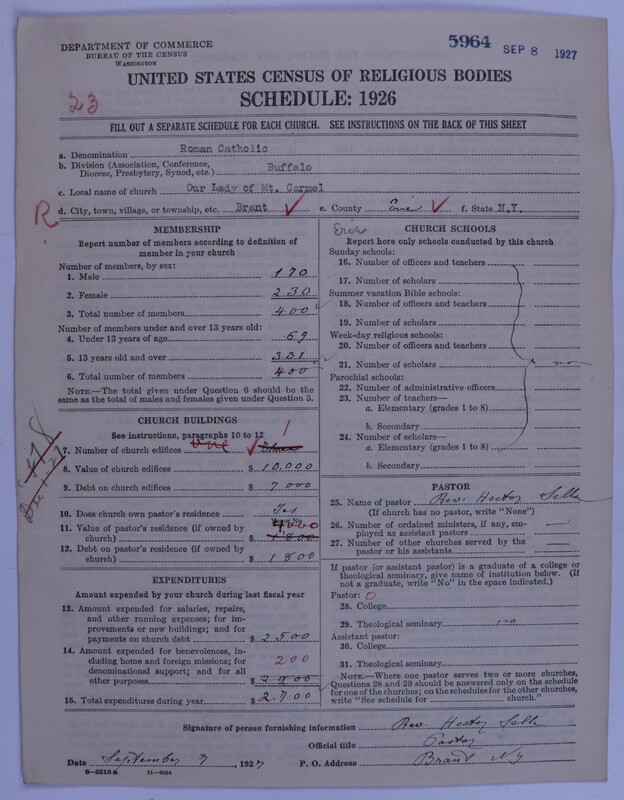 DEPARTMENT OF COMMERCE
BUREAU OF THE CENSUS
WASHINGTON
5964 SEP 8 1927
UNITED STATES CENSUS OF RELIGIOUS BODIES
SCHEDULE: 1926
23
FILL OUT A SEPARATE SCHEDULE FOR EACH CHURCH. SEE INSTRUCTIONS ON THE BACK OF THIS SHEET
a. Denomination Roman Catholic
b. Division (Association, Conference, Diocese, Presbytery, Synod, etc.) Buffalo
c. Local name of church Our Lady of Mt. Carmel
R
d. City, town, village, or township, etc. Brant e. County Erie f. State N.Y.
Erie
MEMBERSHIP
Report number of members according to definition of
member in your church
Number of members, by sex:
1. Male 170
2. Female 230
3. Total number of members 400
Number of members under and over 13 years old:
4. Under 13 years of age 69
5. 13 years old and over 331
6. Total number of members 400
NOTE.—The total given under Question 6 should be the
same as the total of males and females given under Question 3.
CHURCH BUILDINGS
See instructions, paragraphs 10 to 12
7. Number of church edifices one 1
8. Value of church edifices $ 10,000
9. Debt on church edifices $ 7000
10. Does church own pastor's residence Yes
Yes or No
11. Value of pastor's residence (if owned by
church) $ 1800 4000
12. Debt on pastor's residence (if owned by
church) $ 1800
EXPENDITURES
Amount expended by your church during last fiscal year
13. Amount expended for salaries, repairs,
and other running expenses; for im-
provements or new buildings; and for
payments on church debt $ 2500
14. Amount expended for benevolences, in-
cluding home and foreign missions; for
denominational support; and for all
other purposes $ 200
15. Total expenditures during year $ 2.700
CHURCH SCHOOLS
Report here only schools conducted by this church
Sunday schools:
16. Number of officers and teachers
17. Number of scholars
Summer vacation Bible schools:
18. Number of officers and teachers
19. Number of scholars
Week-day religious schools:
20. Number of officers and teachers
21. Number of scholars no
Parochial schools:
22. Number of administrative officers
23. Number of teachers—
a. Elementary (grades 1 to 8)
b. Secondary
24. Number of scholars—
a. Elementary (grades 1 to 8)
b. Secondary
PASTOR
25. Name of pastor Rev. Hector Sella
(If church has no pastor, write "None")
26. Number of ordained ministers, if any, em-
ployed as assistant pastors
27. Number of other churches served by the
pastor or his assistants
If pastor (or assistant pastor) is a graduate of a college or
theological seminary, give name of institution below. (If
not a graduate, write "No" in the space indicated.)
Pastor: 0
28. College
29. Theological seminary no
Assistant pastor:
30. College
31. Theological seminary
NOTE.—Where one pastor serves two or more churches,
Questions 28 and 29 should be answered only on the schedule
for one of the churches; on the schedules for the other churches,
write "See schedule for church."
Signature of person furnishing information Rev. Hector Sella
Official title Pastor
Date September 7, 1927 P. O. Address Brant NY
8-5518a 11-9024